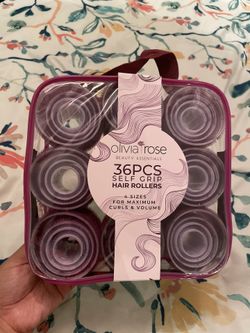 olivia rose
BEAUTY ESSENTIALS
36PCS
SELF GRIP
HAIR ROLLERS
4 SIZES
FOR MAXIMUM
CURLS & VOLUME